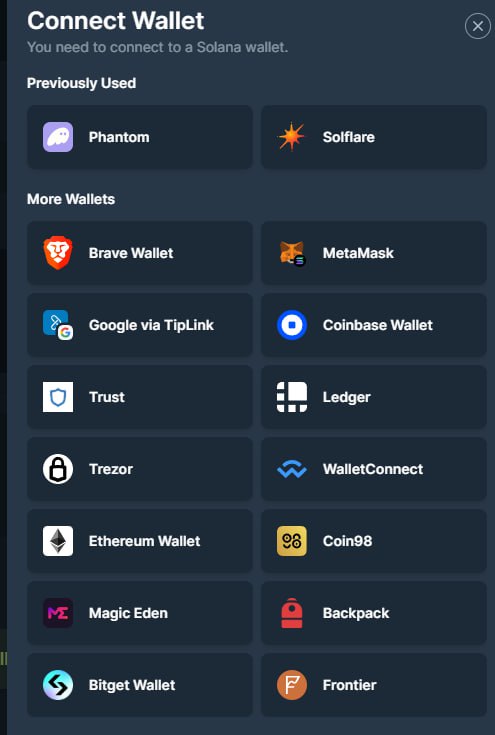 Connect Wallet
You need to connect to a Solana wallet.
Previously Used
Phantom
Solflare
More Wallets
Brave Wallet
MetaMask
Google via TipLink
Coinbase Wallet
Trust
Ledger
Trezor
WalletConnect
Ethereum Wallet
Coin98
Magic Eden
Backpack
Bitget Wallet
Frontier